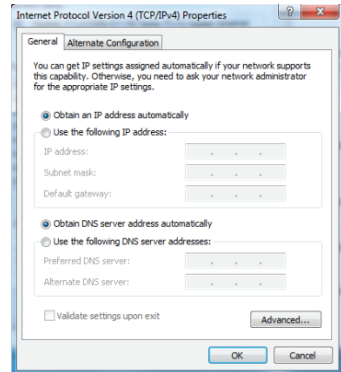 Internet Protocol Version 4 (TCP/IPv4) Properties
General
Alternate Configuration
You can get IP settings assigned automatically if your network supports
this capability. Otherwise, you need to ask your network administrator
for the appropriate IP settings.
Obtain an IP address automatically
Use the following IP address:
IP address:
Subnet mask:
Default gateway:
Obtain DNS server address automatically
Use the following DNS server addresses:
Preferred DNS server:
Alternate DNS server:
Validate settings upon exit
Advanced...
OK
Cancel